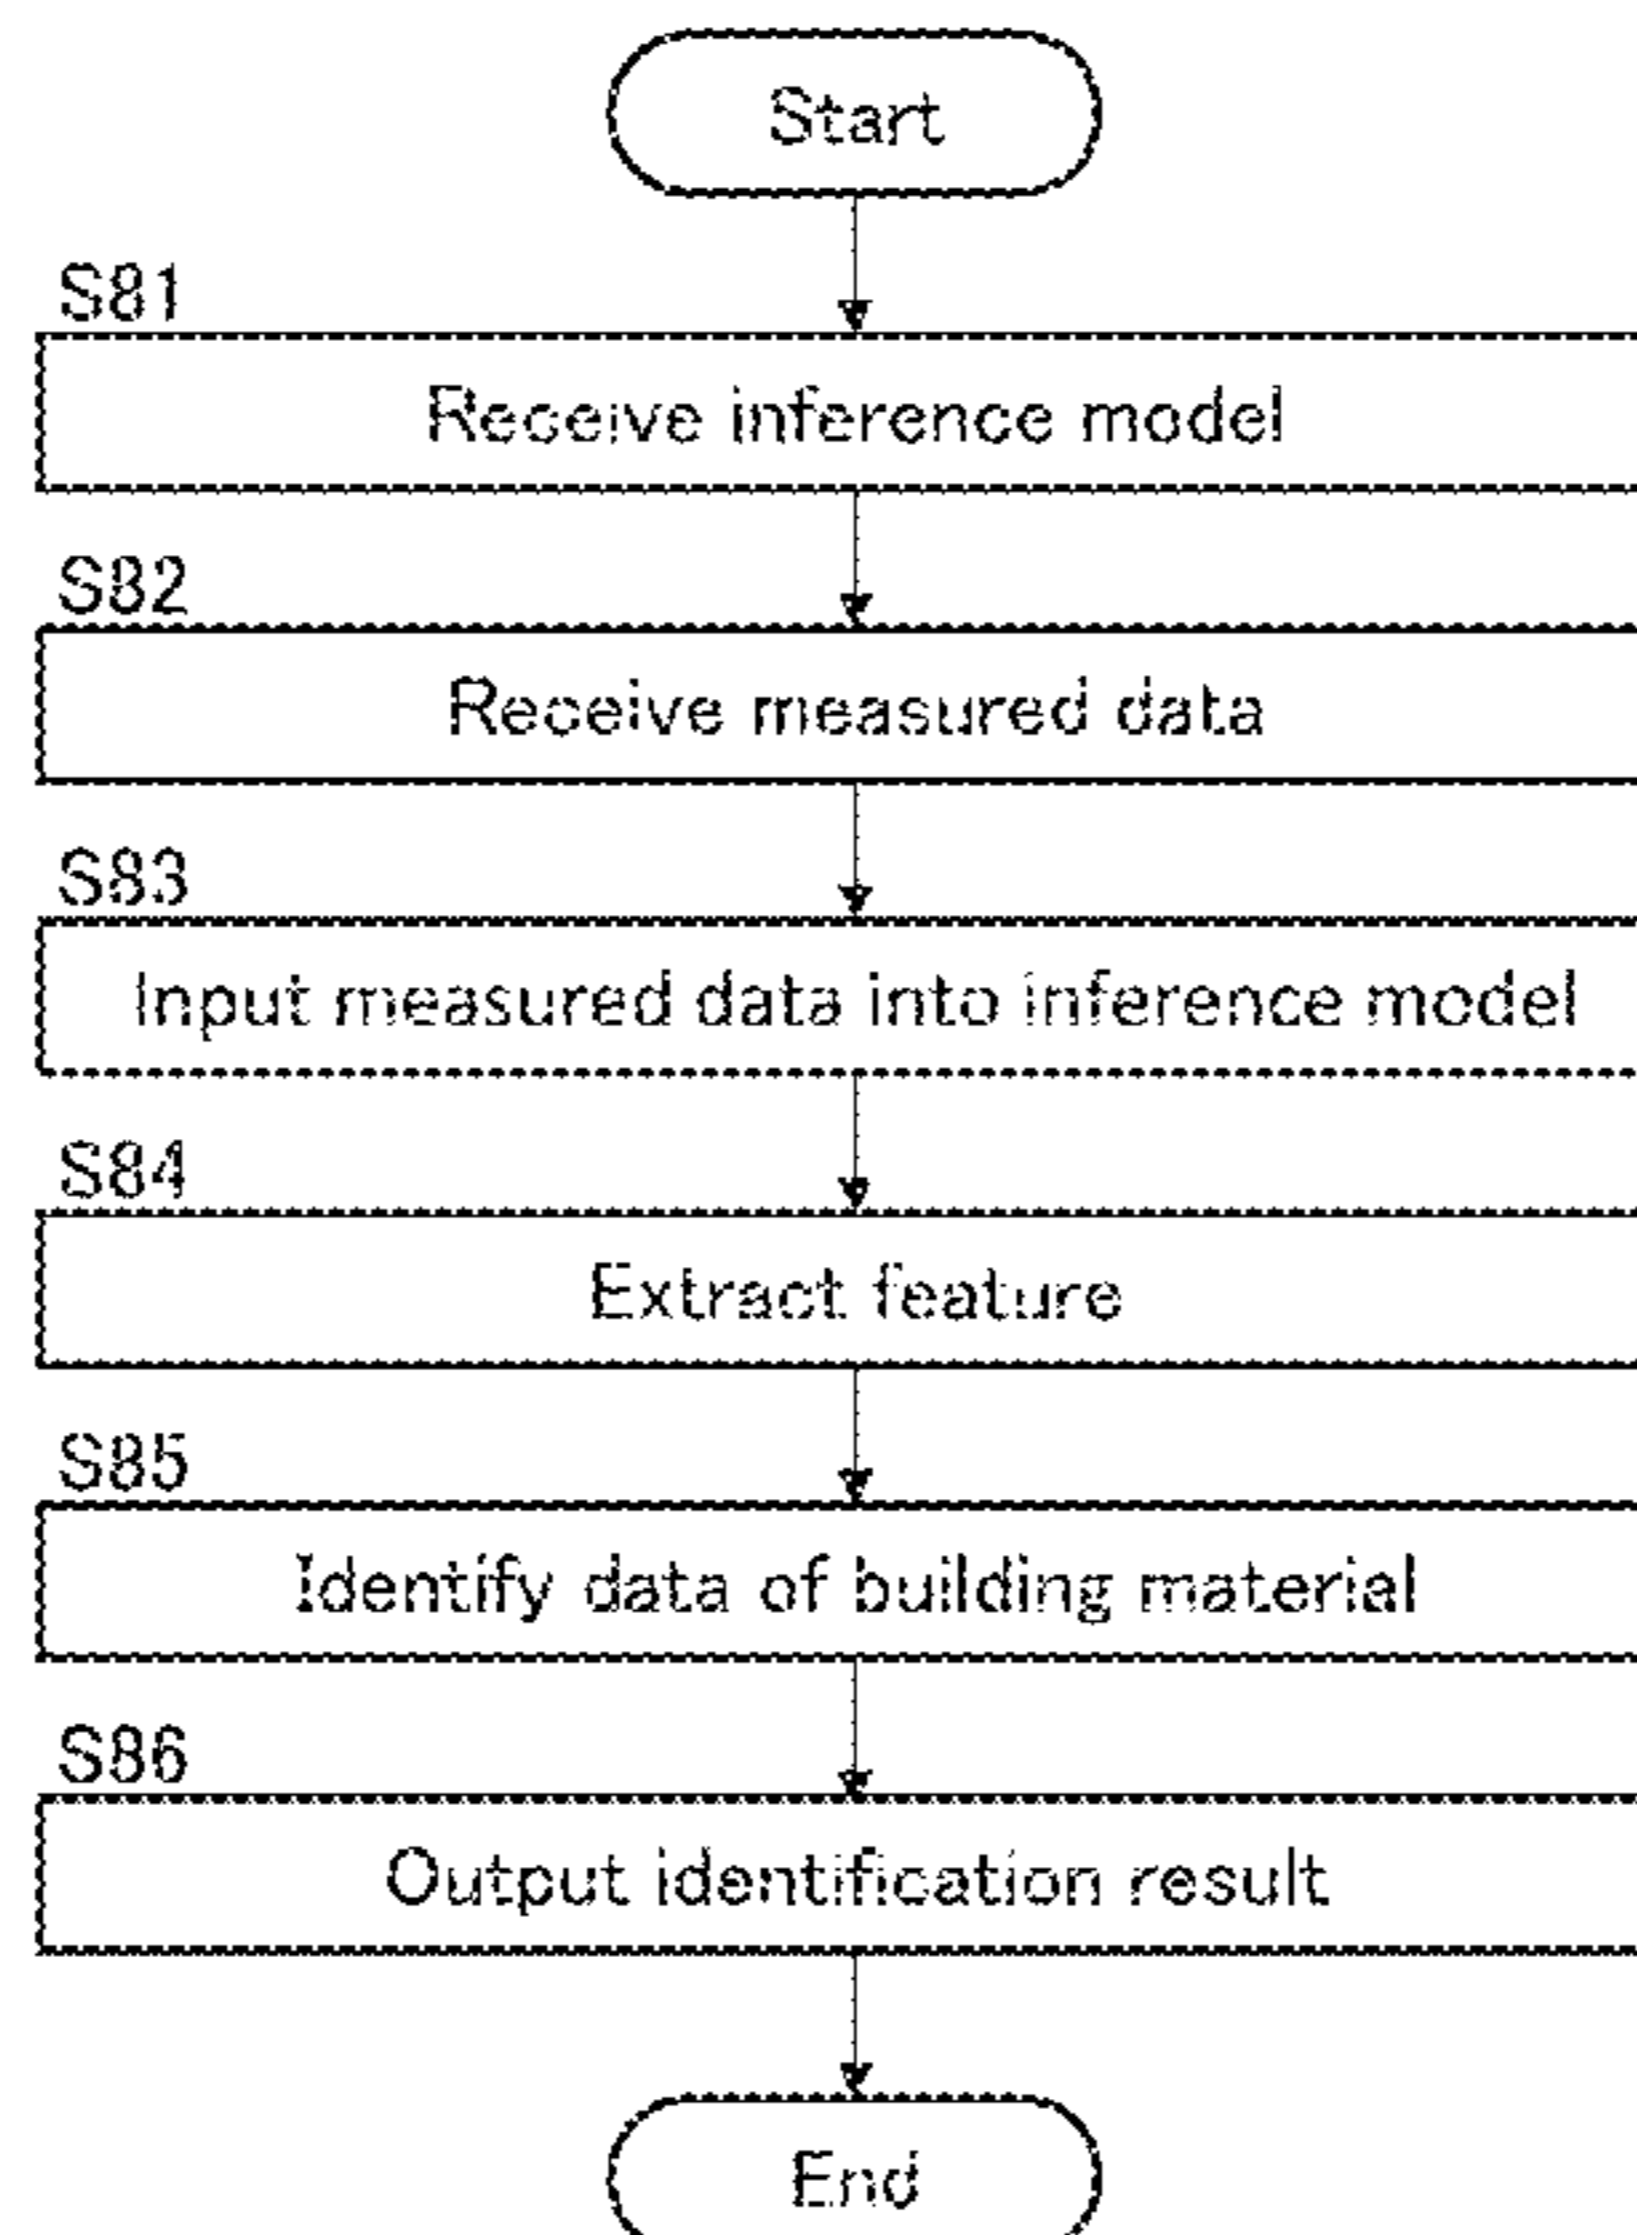 Start
S81
Receive inference model
S82
Receive measured data
S83
Input measured data into inference model
S84
Extract feature
S85
Identify data of building material
S86
Output identification result
End